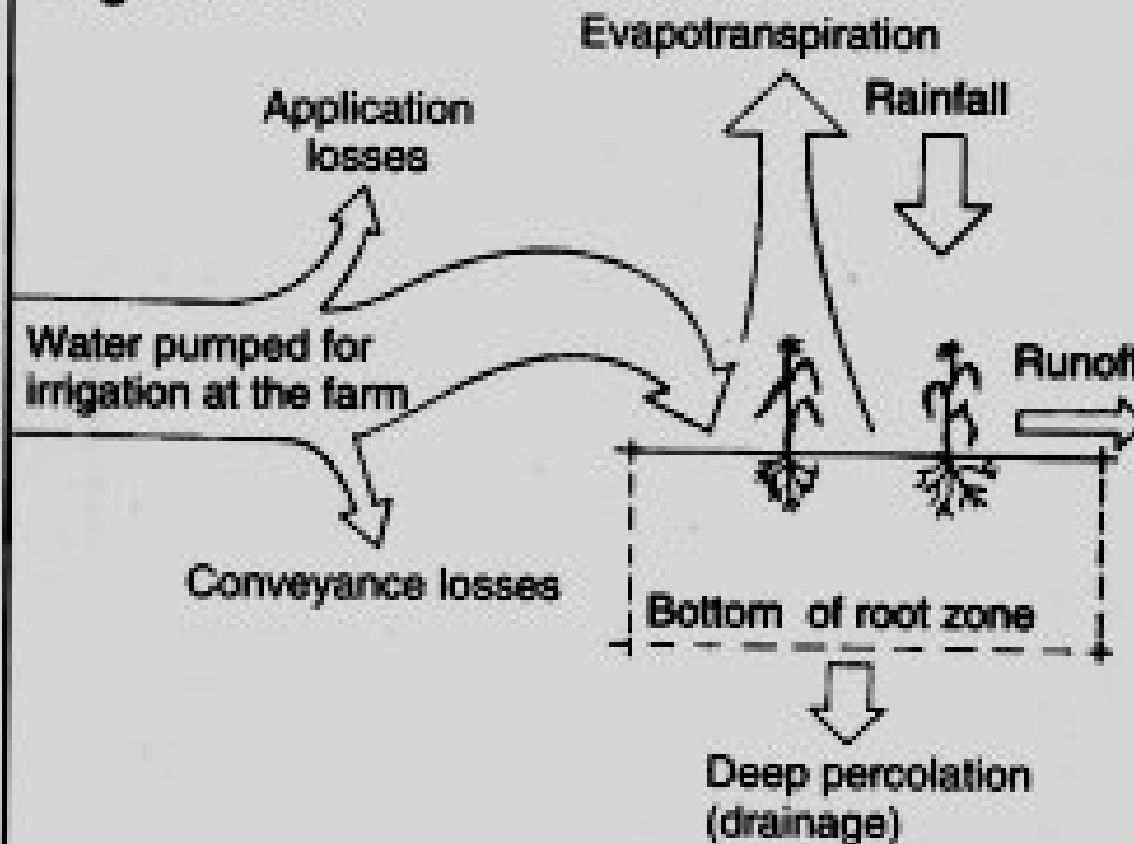 Evapotranspiration
Application
losses
Rainfall
Water pumped for
irrigation at the farm
Runoff
Conveyance losses
Bottom of root zone
Deep percolation
(drainage)